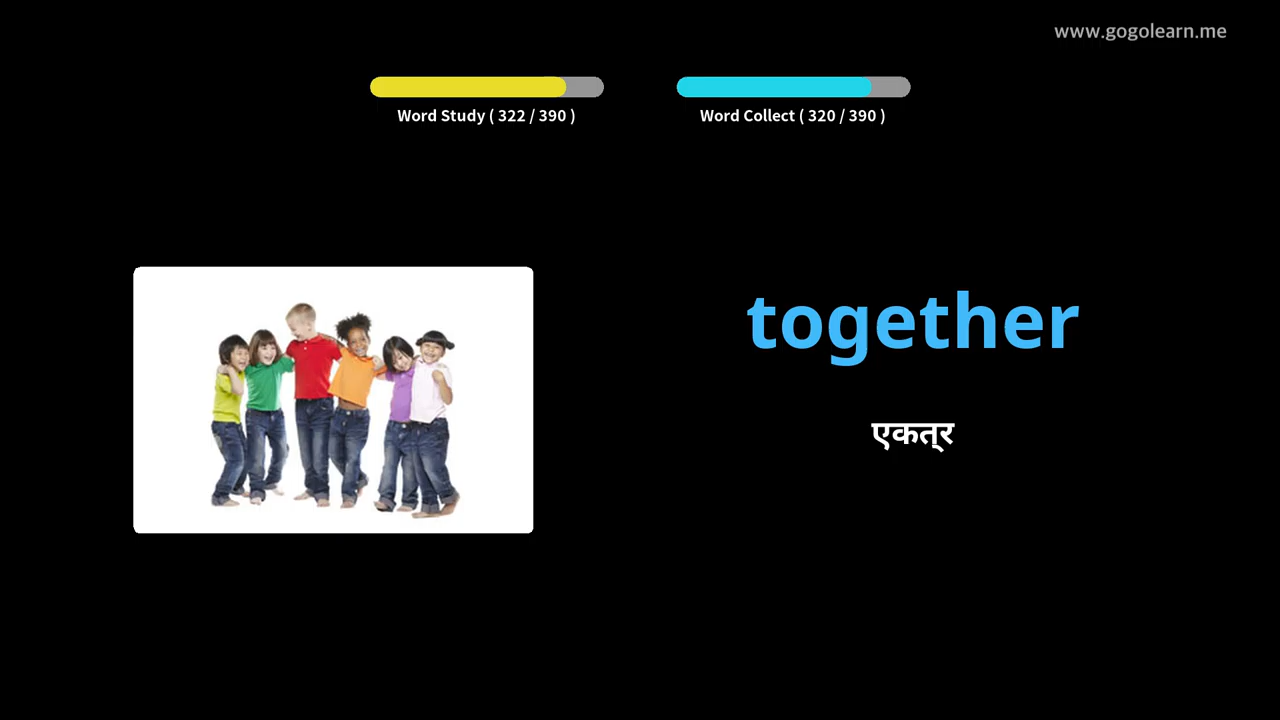 www.gogolearn.me
Word Study ( 322 / 390 )
Word Collect ( 320 / 390 )
together
एकत्र